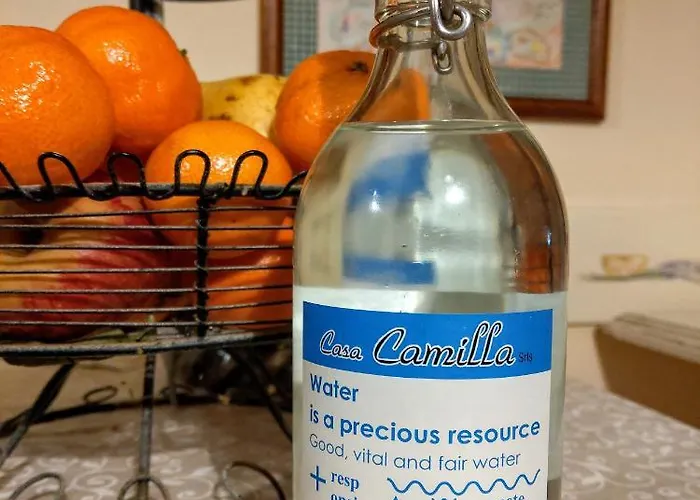 Casa Camilla Srls
Water
is a precious resource
Good, vital and fair water
+ resp